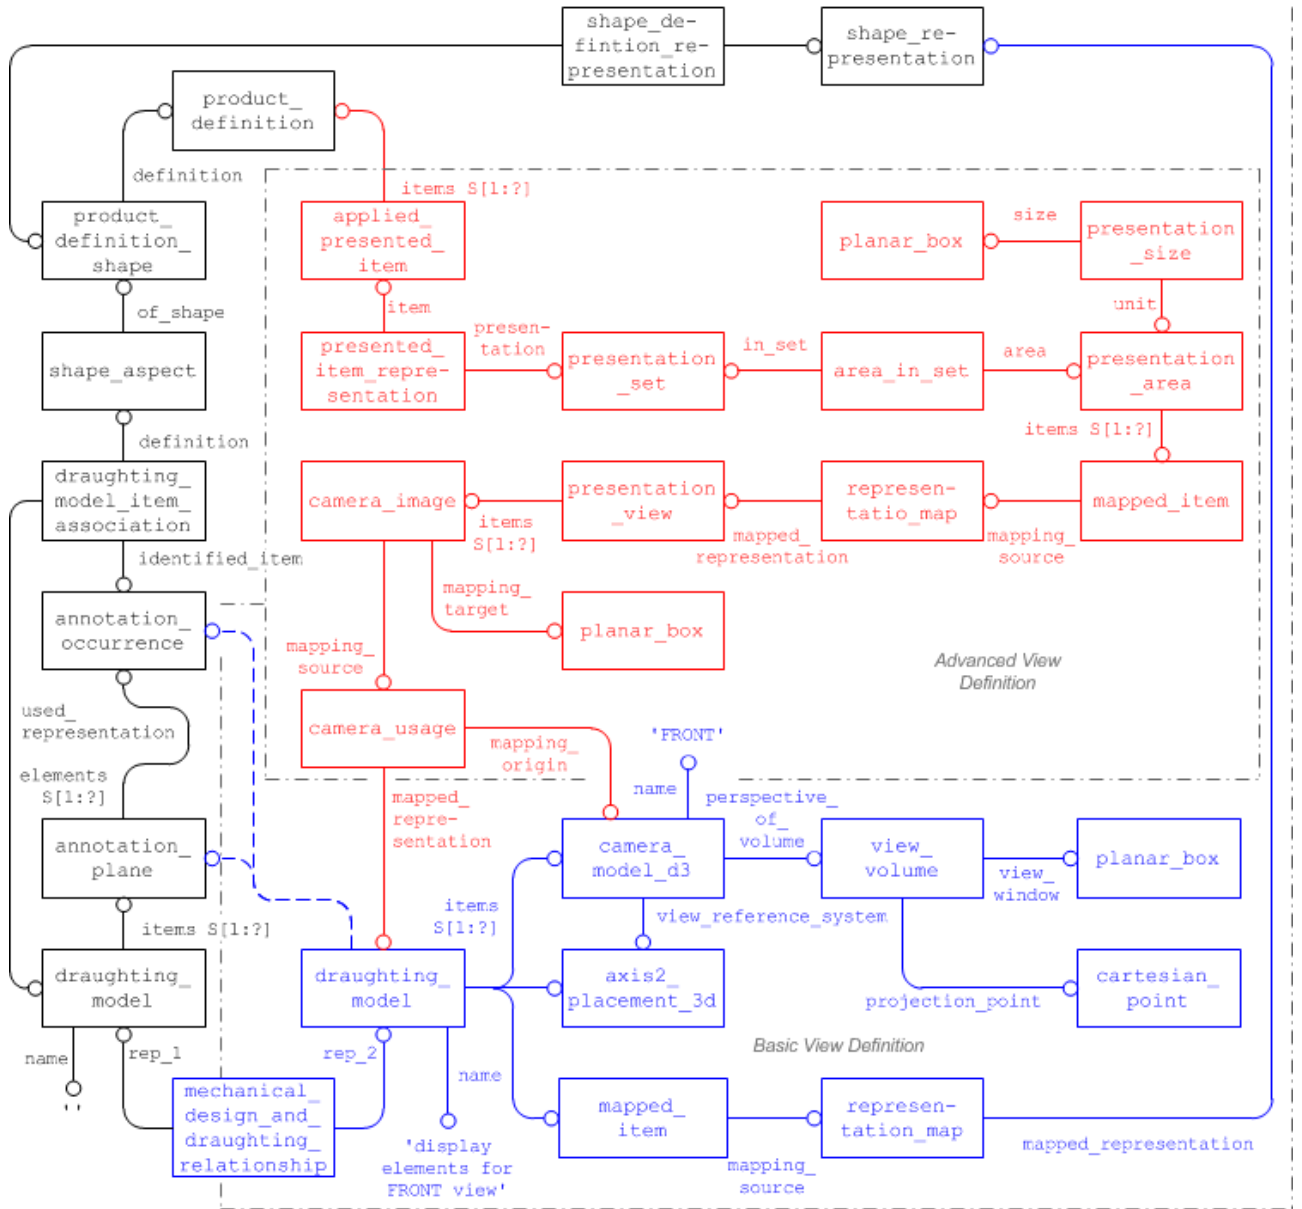 shape_de-
fintion_re-
presentation
shape_re-
presentation
product_
definition
definition
items S[1:?]
product_
definition_
shape
applied_
presented_
item
planar_box
size
presentation
_size
of_shape
item
unit
shape_aspect
presented_
item_repre-
sentation
presen-
tation
presentation
_set
in_set
area_in_set
area
presentation
_area
definition
items S[1:?]
draughting_
model_item_
association
camera_image
items
S[1:?]
presentation
_view
mapped_
representation
represen-
tatio_map
mapping_
source
mapped_item
identified_item
annotation_
occurrence
mapping_
target
planar_box
mapping_
source
Advanced View
Definition
used_
representation
camera_usage
mapping_
origin
'FRONT'
name
elements
S[1:?]
mapped_
repre-
sentation
perspective_
of_
volume
annotation_
plane
camera_
model_d3
view_
volume
view_
window
planar_box
items S[1:?]
items
S[1:?]
view_reference_system
draughting_
model
draughting_
model
axis2_
placement_3d
projection_point
cartesian_
point
name
rep_1
rep_2
Basic View Definition
''
mechanical_
design_and_
draughting_
relationship
name
'display
elements for
FRONT view'
mapped_
item
mapping_
source
represen-
tation_map
mapped_representation